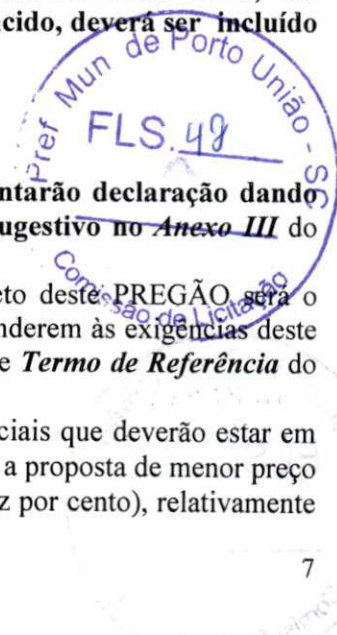 cido, deverá ser incluído
Pref Mun de Porto União - SC
FLS. 48
ntarão declaração dando
ugestivo no Anexo III do
Comissão de Licitação
eto deste PREGÃO será o
nderem às exigências deste
e Termo de Referência do
ciais que deverão estar em
a proposta de menor preço
z por cento), relativamente
7